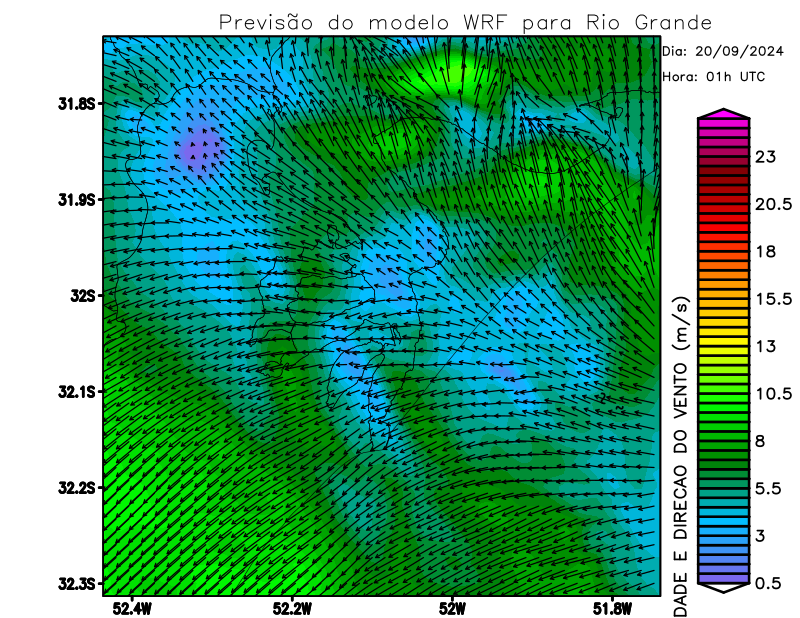 Previsão do modelo WRF para Rio Grande
Dia: 20/09/2024
Hora: 01h UTC
31.8S
31.9S
32S
32.1S
32.2S
32.3S
52.4W
52.2W
52W
51.8W
DADE E DIRECAO DO VENTO (m/s)
23
20.5
18
15.5
13
10.5
8
5.5
3
0.5